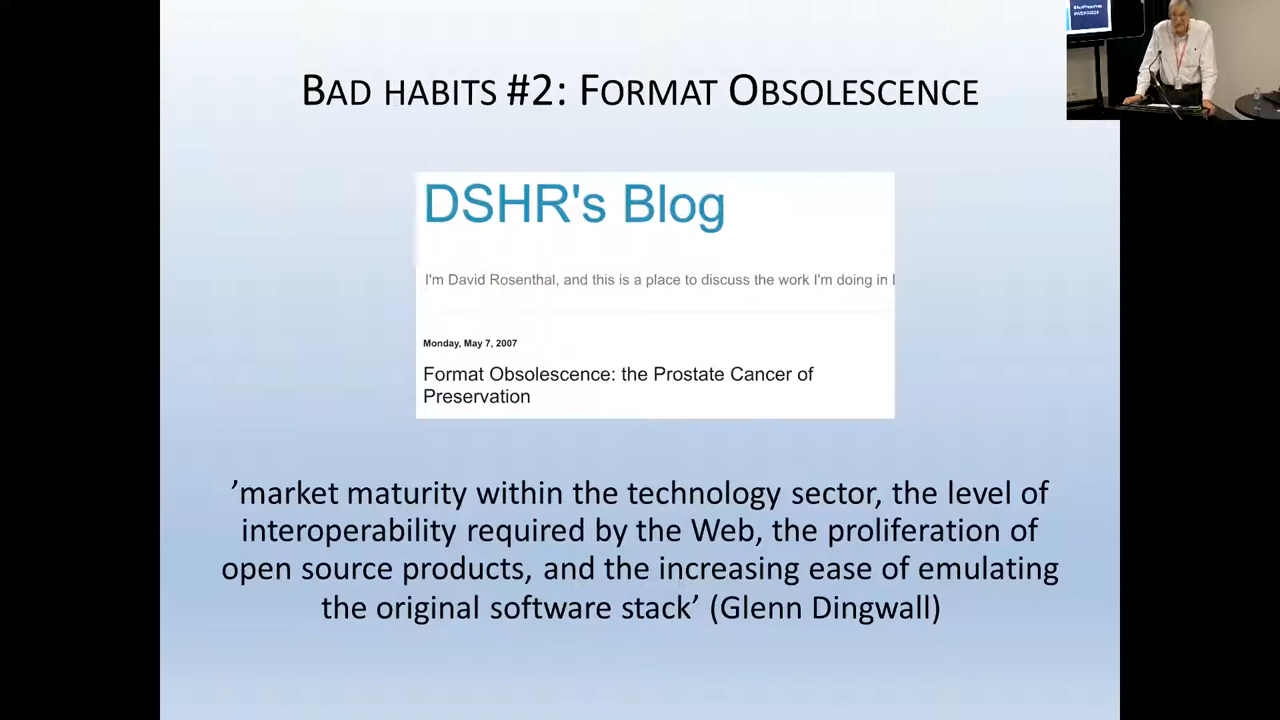 BAD HABITS #2: FORMAT OBSOLESCENCE
DSHR's Blog
I'm David Rosenthal, and this is a place to discuss the work I'm doing in
Monday, May 7, 2007
Format Obsolescence: the Prostate Cancer of
Preservation
’market maturity within the technology sector, the level of
interoperability required by the Web, the proliferation of
open source products, and the increasing ease of emulating
the original software stack’ (Glenn Dingwall)